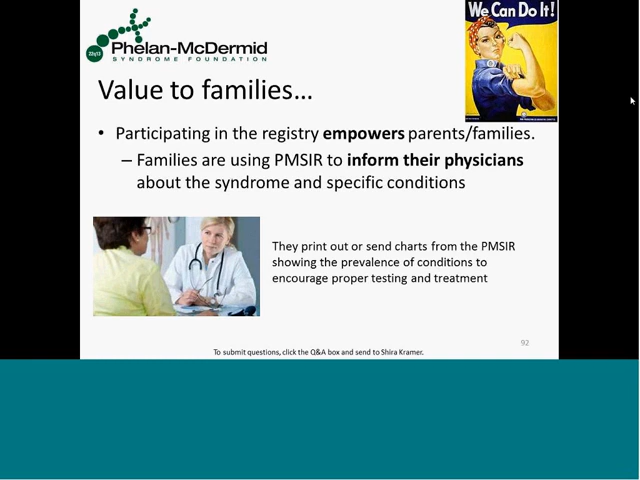 We Can Do It!
22q13
Phelan-McDermid
SYNDROME FOUNDATION
Value to families...
• Participating in the registry empowers parents/families.
– Families are using PMSIR to inform their physicians
about the syndrome and specific conditions
They print out or send charts from the PMSIR
showing the prevalence of conditions to
encourage proper testing and treatment
92
To submit questions, click the Q&A box and send to Shira Kramer.